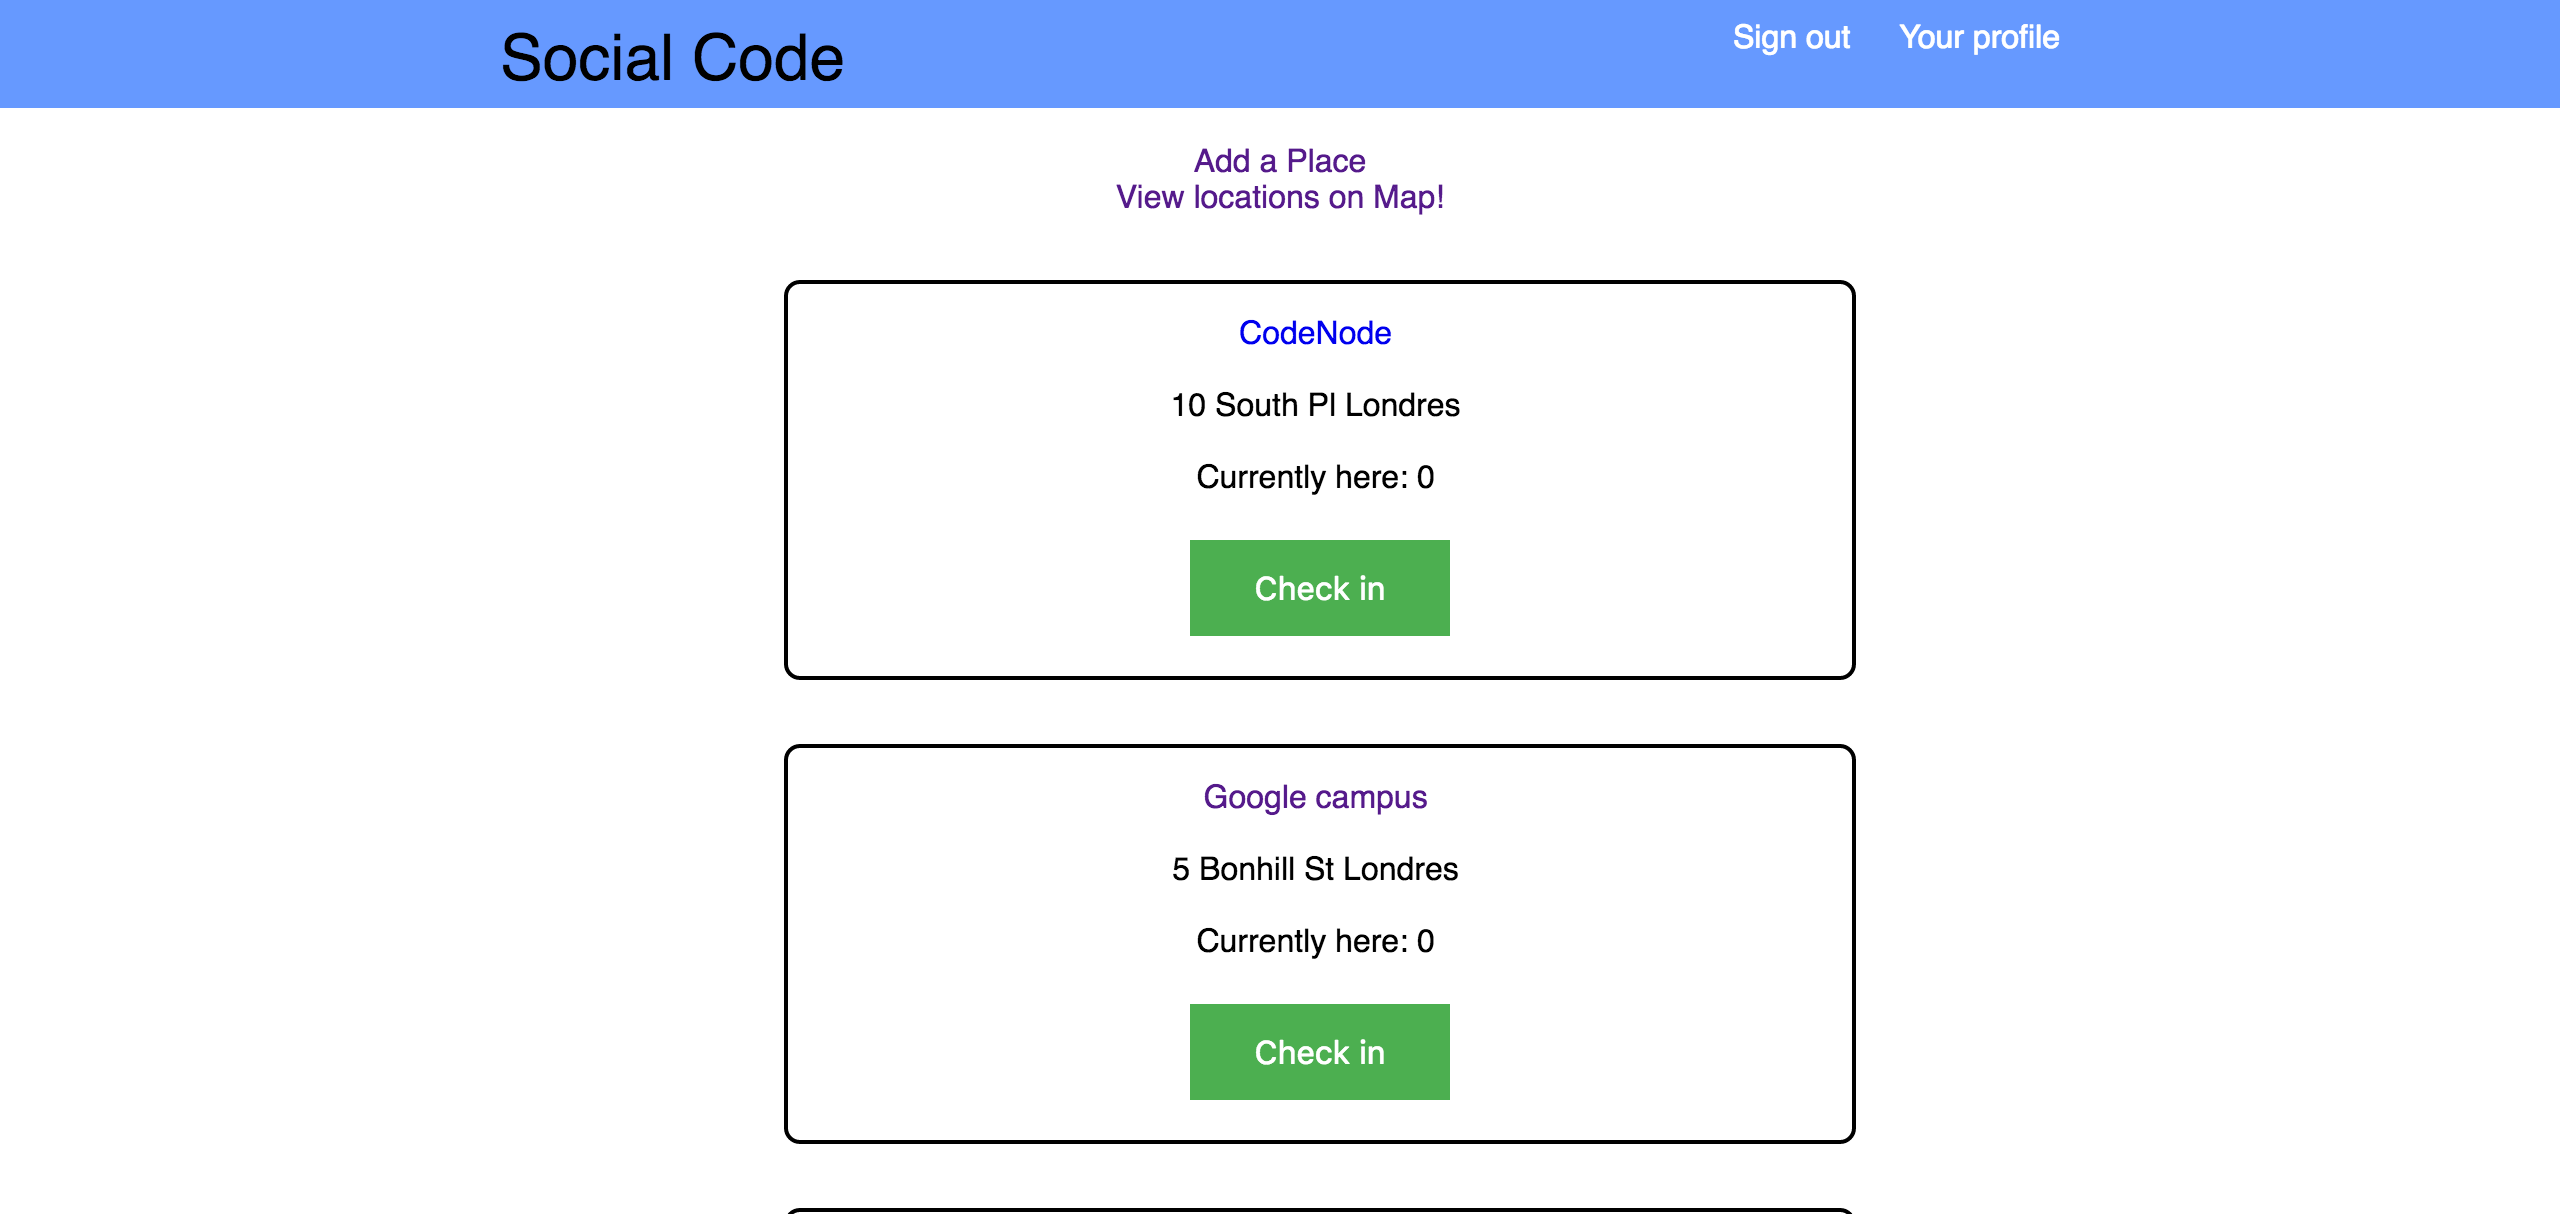 Social Code
Sign out
Your profile
Add a Place
View locations on Map!
CodeNode
10 South Pl Londres
Currently here: 0
Check in
Google campus
5 Bonhill St Londres
Currently here: 0
Check in